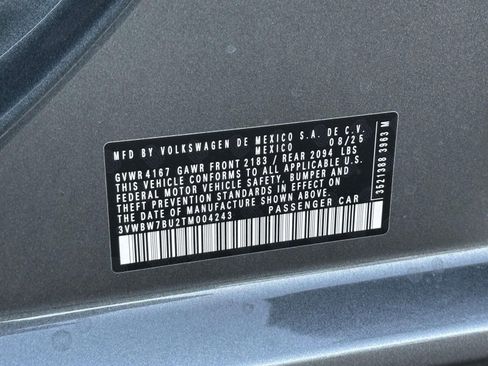 MFD BY VOLKSWAGEN DE MEXICO S.A. DE C.V.
MEXICO 08/25
GVWR 4167 GAWR FRONT 2183 / REAR 2094 LBS
THIS VEHICLE CONFORMS TO ALL APPLICABLE U.S.
FEDERAL MOTOR VEHICLE SAFETY, BUMPER AND
THEFT PREVENTION STANDARDS IN EFFECT ON
THE DATE OF MANUFACTURE SHOWN ABOVE.
3VWBW7BU2TM004243 PASSENGER CAR
3521388 3963 M